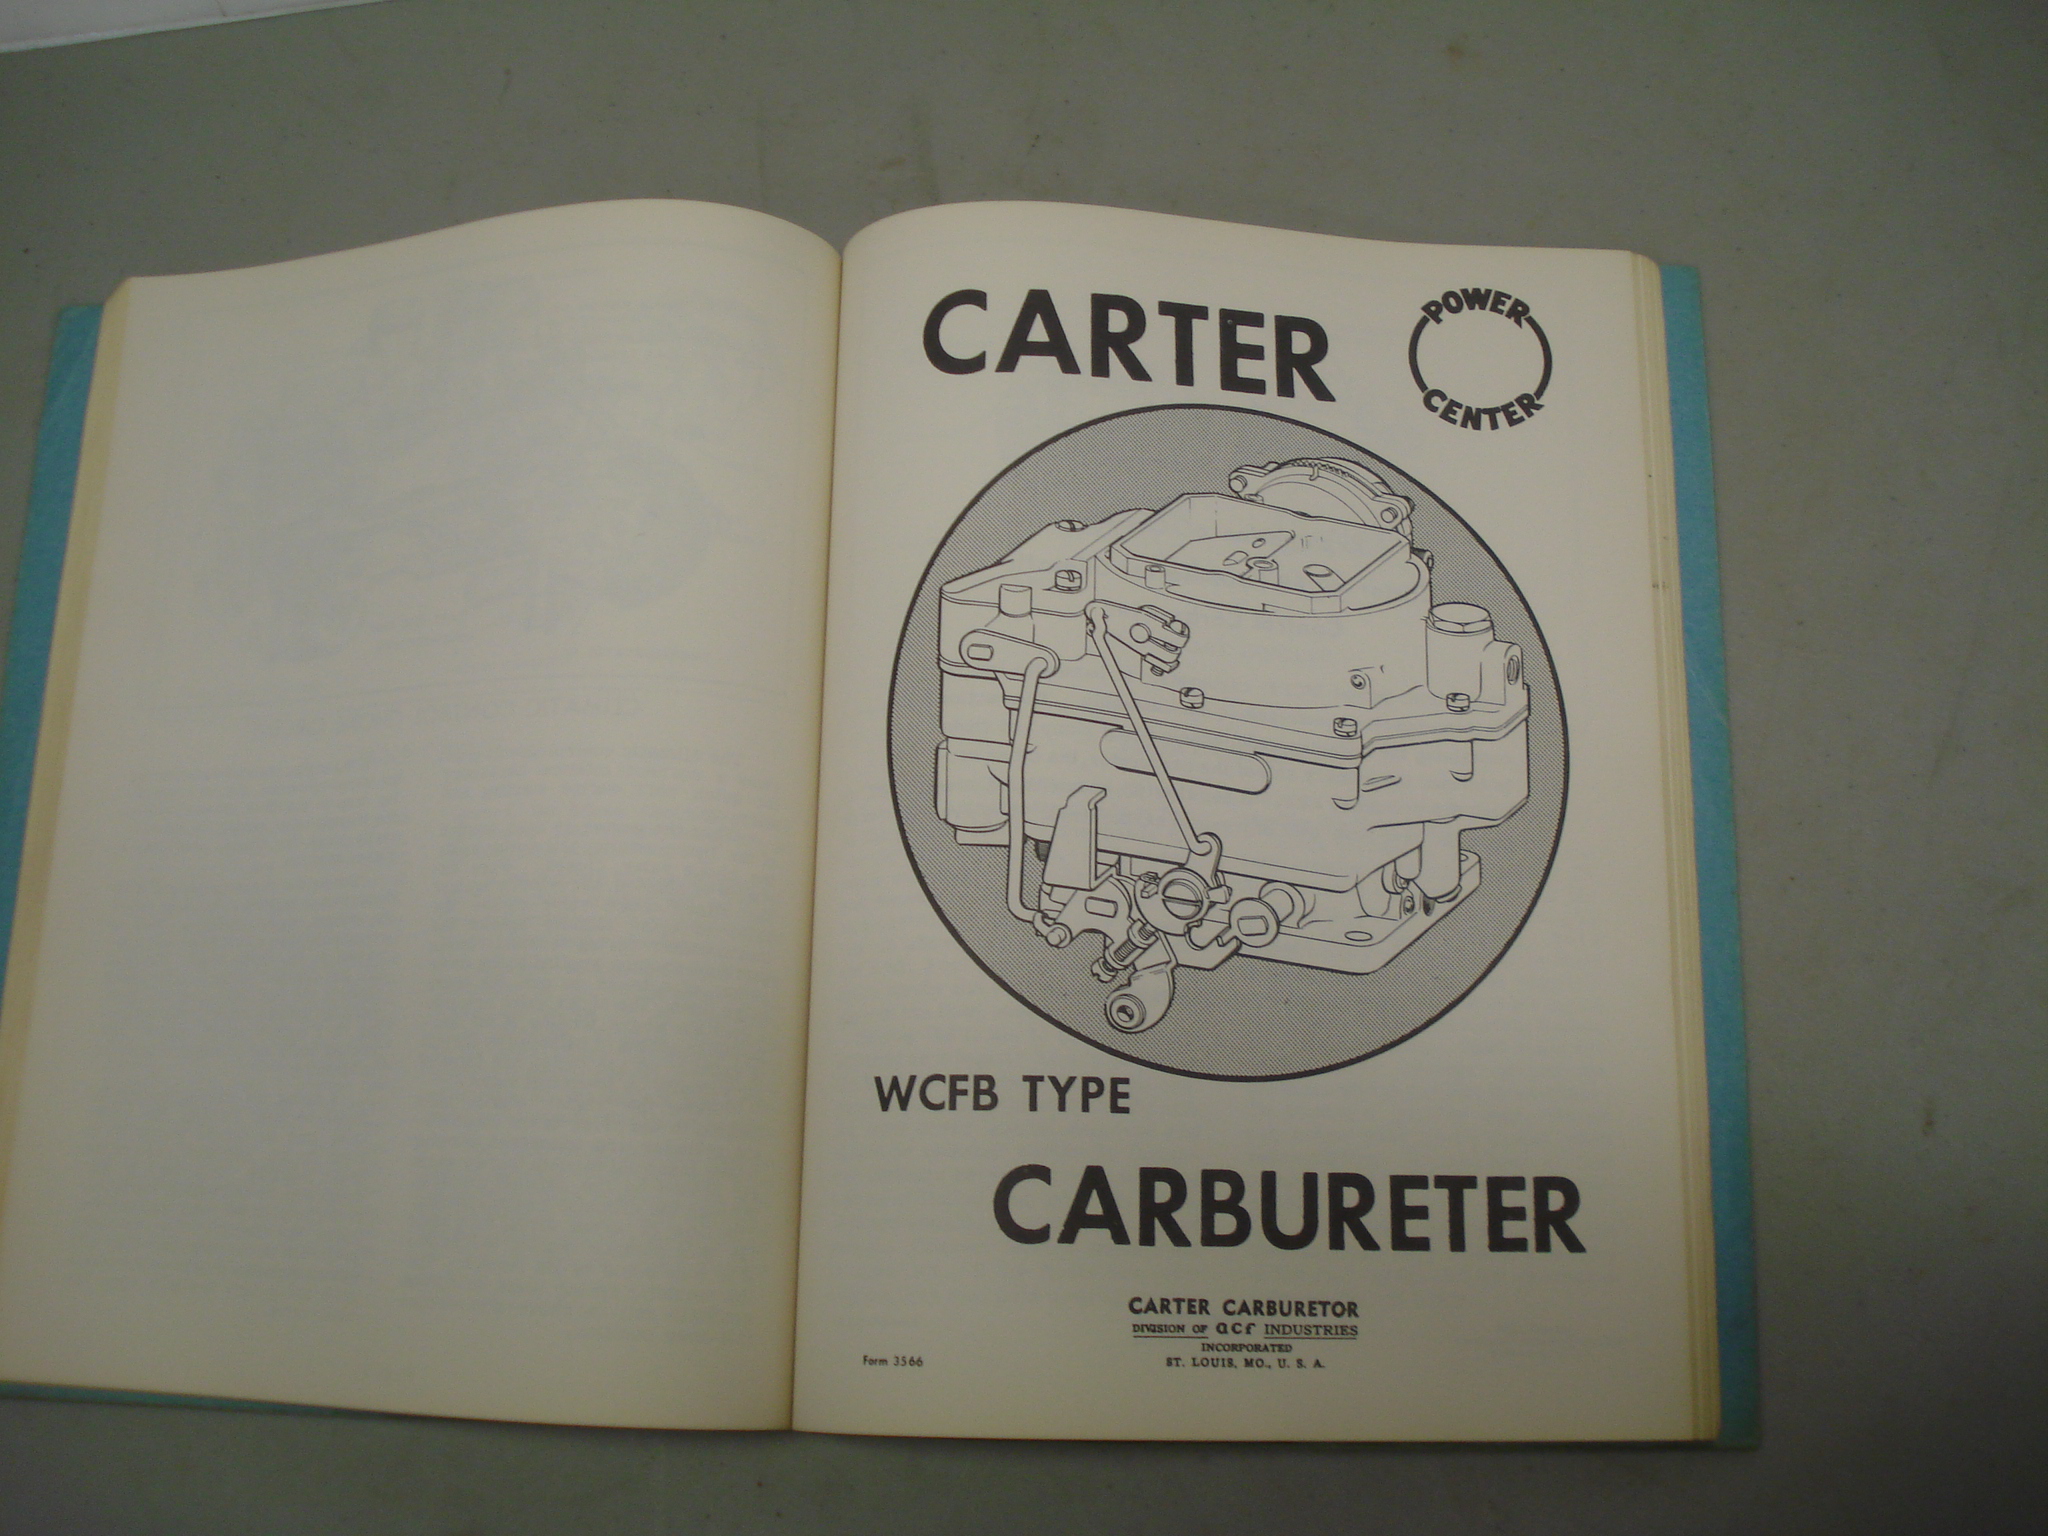 CARTER
POWER
CENTER
WCFB TYPE
CARBURETER
CARTER CARBURETOR
DIVISION OF acf INDUSTRIES
INCORPORATED
ST. LOUIS, MO., U. S. A.
Form 3566